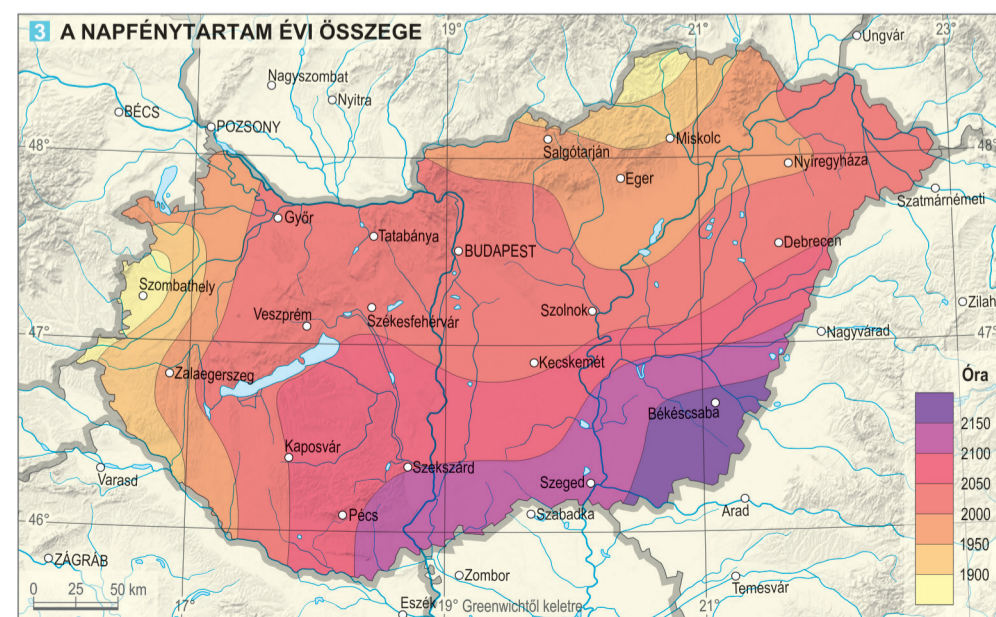 3 A NAPFÉNYTARTAM ÉVI ÖSSZEGE
19°
21°
23°
Ungvár
Nagyszombat
Nyitra
BÉCS
POZSONY
48°
Salgótarján
Miskolc
48°
Nyíregyháza
Eger
Szatmárnémeti
Győr
Tatabánya
BUDAPEST
Debrecen
Szombathely
Veszprém
Székesfehérvár
Szolnok
Zilah
47°
47°
Nagyvárad
Kecskemét
Zalaegerszeg
Óra
Békéscsaba
2150
2100
2050
2000
1950
1900
Kaposvár
Szekszárd
Varasd
Szeged
Arad
46°
Pécs
Szabadka
ZÁGRÁB
Zombor
Temesvár
0 25 50 km
17°
Eszék
19° Greenwichtől keletre
21°